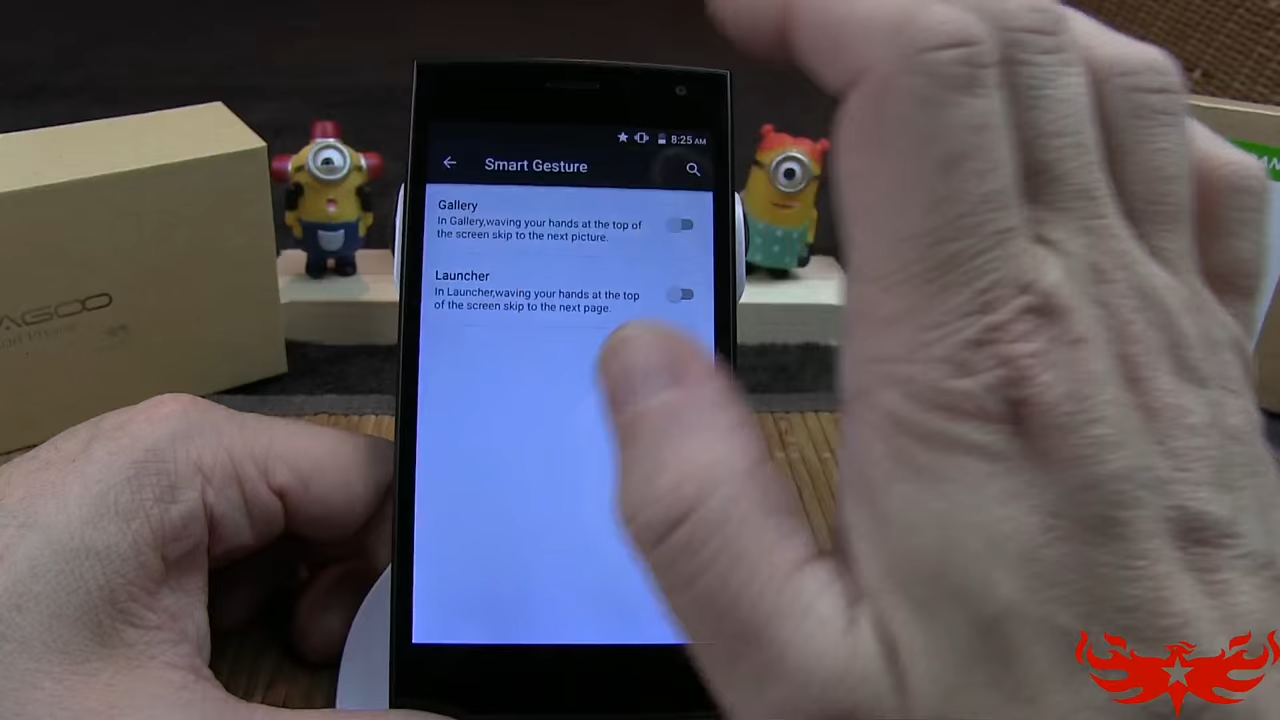 8:25 AM
Smart Gesture
Gallery
In Gallery,waving your hands at the top of
the screen skip to the next picture.
Launcher
In Launcher,waving your hands at the top
of the screen skip to the next page.
AGOO